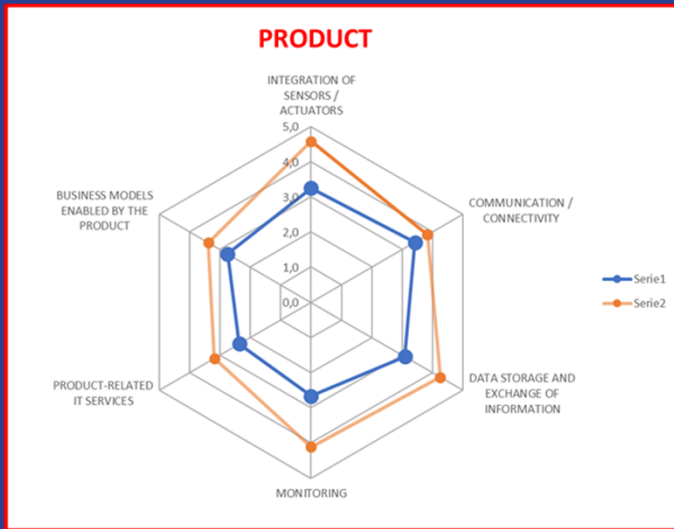 PRODUCT
INTEGRATION OF
SENSORS /
ACTUATORS
5,0
4,0
3,0
2,0
1,0
0,0
COMMUNICATION /
CONNECTIVITY
DATA STORAGE AND
EXCHANGE OF
INFORMATION
MONITORING
PRODUCT-RELATED
IT SERVICES
BUSINESS MODELS
ENABLED BY THE
PRODUCT
Serie1
Serie2